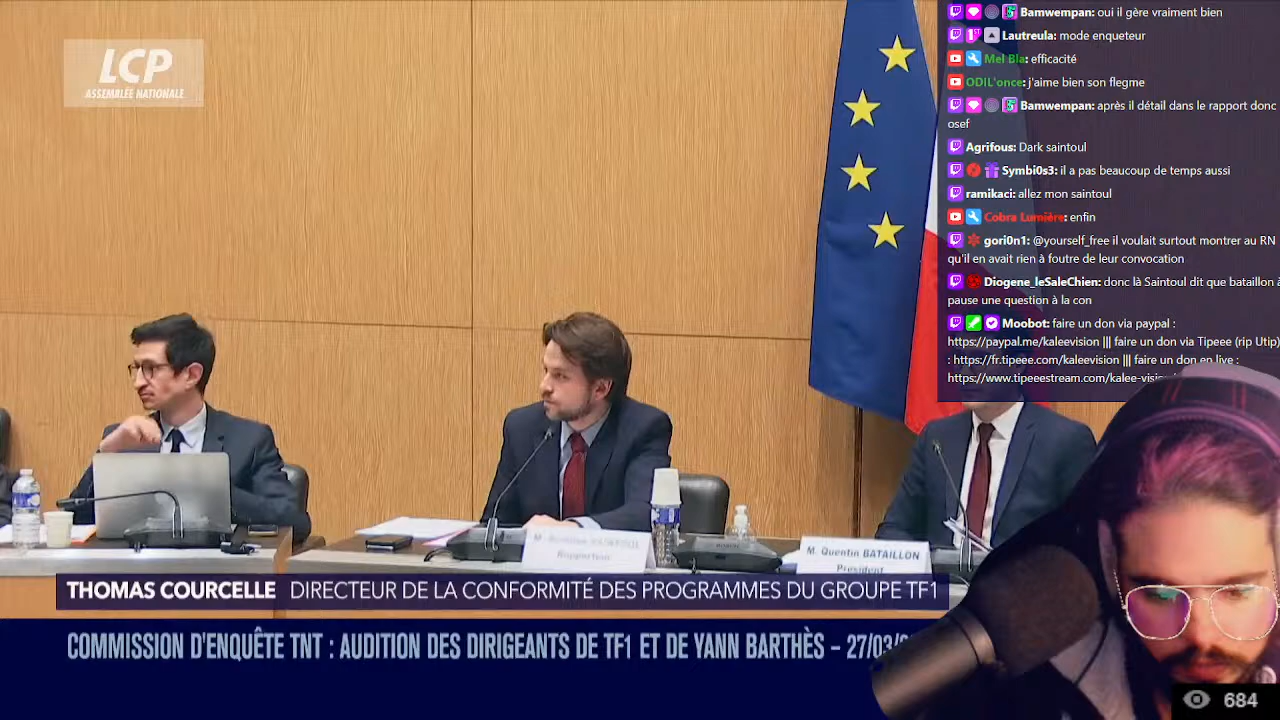 LCP
ASSEMBLÉE NATIONALE
Bamwempan: oui il gère vraiment bien
Lautreula: mode enqueteur
Mel Bla: efficacité
ODIL'once: j'aime bien son flegme
Bamwempan: après il détail dans le rapport donc
osef
Agrifous: Dark saintoul
Symbi0s3: il a pas beaucoup de temps aussi
ramikaci: allez mon saintoul
Cobra Lumière: enfin
gori0n1: @yourself_free il voulait surtout montrer au RN
qu'il en avait rien à foutre de leur convocation
Diogene_leSaleChien: donc là Saintoul dit que bataillon à
pause une question à la con
Moobot: faire un don via paypal :
https://paypal.me/kaleevision ||| faire un don via Tipeee (rip Utip)
: https://fr.tipeee.com/kaleevision ||| faire un don en live :
https://www.tipeeestream.com/kalee-visi
Rapporteur
M. Quentin BATAILLON
Président
THOMAS COURCELLE DIRECTEUR DE LA CONFORMITÉ DES PROGRAMMES DU GROUPE TF1
COMMISSION D'ENQUÊTE TNT : AUDITION DES DIRIGEANTS DE TF1 ET DE YANN BARTHÈS – 27/03/
684